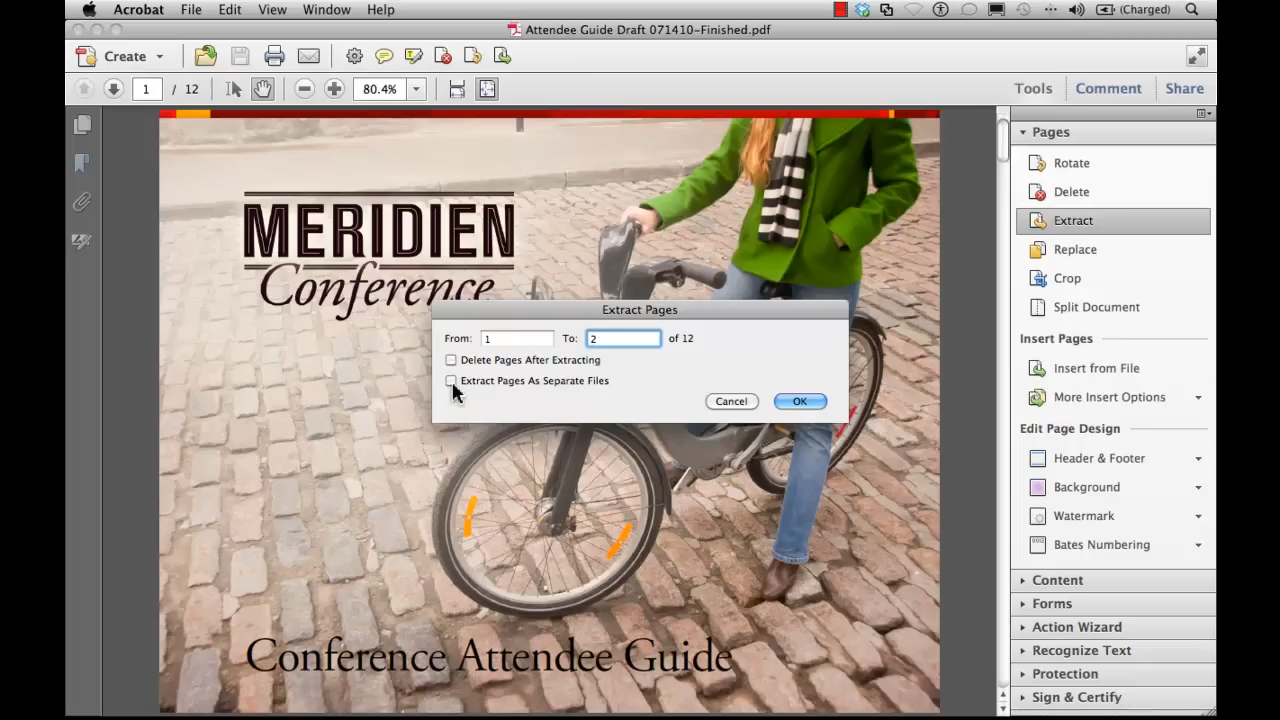 Acrobat File Edit View Window Help (Charged)
Attendee Guide Draft 071410-Finished.pdf
Create
1 / 12 80.4% Tools Comment Share
Pages
Rotate
Delete
Extract
Replace
Crop
Split Document
Insert Pages
Insert from File
More Insert Options
Edit Page Design
Header & Footer
Background
Watermark
Bates Numbering
Content
Forms
Action Wizard
Recognize Text
Protection
Sign & Certify
MERIDIEN
Conference
Extract Pages
From: 1 To: 2 of 12
Delete Pages After Extracting
Extract Pages As Separate Files
Cancel OK
Conference Attendee Guide